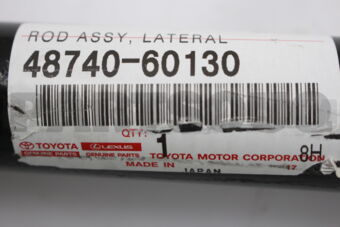 ROD ASSY, LATERAL
48740-60130
QTY:
1
TOYOTA LEXUS
GENUINE PARTS GENUINE PARTS TOYOTA MOTOR CORPORATION 8H
MADE IN JAPAN 47